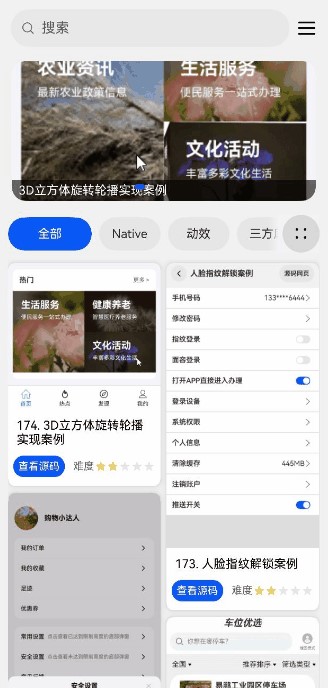 搜索
农业资讯
生活服务
最新农业政策信息
便民服务一站式办理
文化活动
丰富多彩文化生活
3D立方体旋转轮播实现案例
全部
Native
动效
三方
热门
更多
生活服务
健康养老
便民服务一站式办理
智慧医疗养老服务
文化活动
丰富多彩文化生活
首页
热点
发现
我的
174. 3D立方体旋转轮播
实现案例
查看源码
难度
购物小达人
我的订单
我的收藏
足迹
优惠券
常用设置
安全设置
安全设置
人脸指纹解锁案例
源码网页
手机号码
133****6444
修改密码
指纹登录
面容登录
打开APP直接进入办理
登录设备
系统权限
个人信息
清除缓存
445MB
注销账户
推送开关
173. 人脸指纹解锁案例
查看源码
难度
车位优选
你想在哪停车?
全国
推荐排序
筛选类型
易骐工业园区停车场